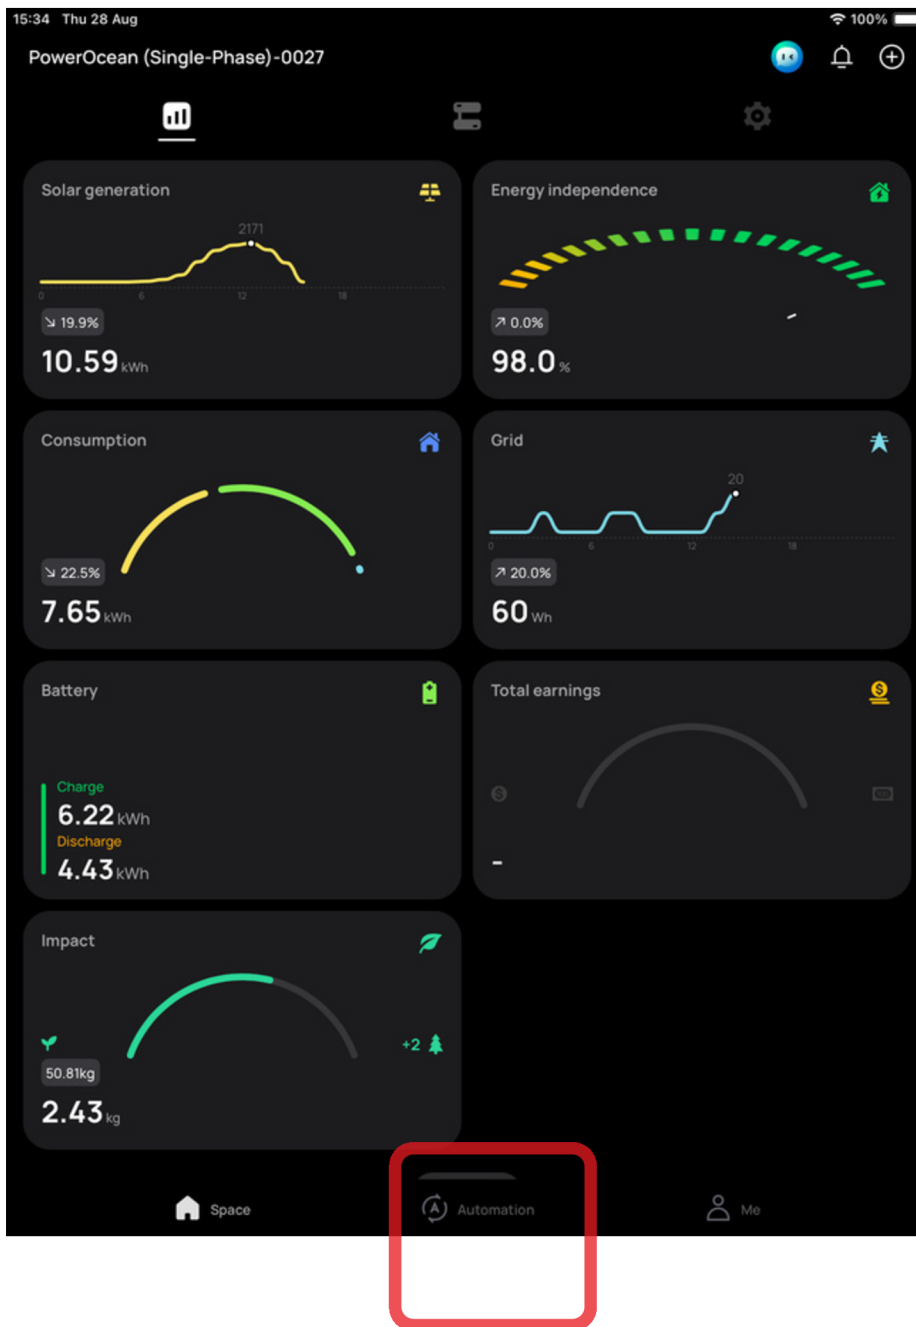 15:34 Thu 28 Aug
100%
PowerOcean (Single-Phase)-0027
Solar generation
2171
0 6 12 18
19.9%
10.59 kWh
Energy independence
0.0%
98.0 %
Consumption
22.5%
7.65 kWh
Grid
20
0 6 12 18
20.0%
60 Wh
Battery
Charge
6.22 kWh
Discharge
4.43 kWh
Total earnings
-
Impact
+2
50.81kg
2.43 kg
Space
Automation
Me